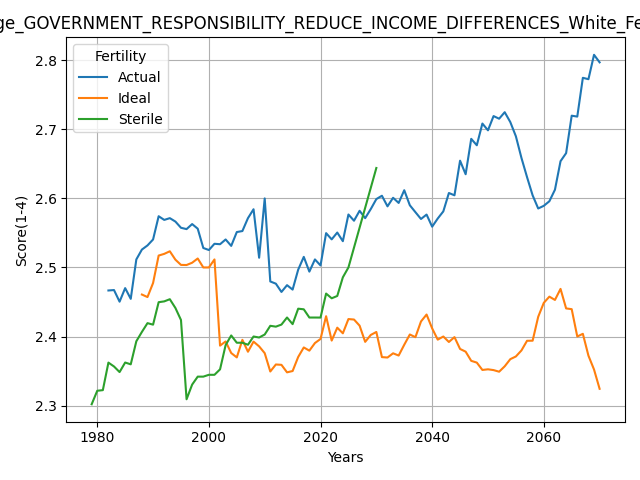 ge_GOVERNMENT_RESPONSIBILITY_REDUCE_INCOME_DIFFERENCES_White_Fe
Fertility
Actual
Ideal
Sterile
Score(1-4)
2.8
2.7
2.6
2.5
2.4
2.3
1980 2000 2020 2040 2060
Years